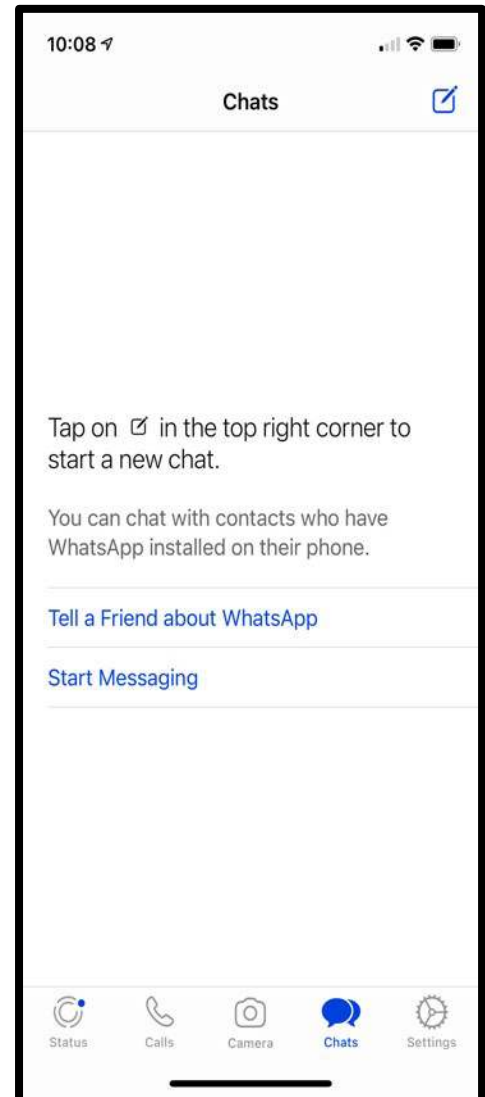 10:08
Chats
Tap on in the top right corner to
start a new chat.
You can chat with contacts who have
WhatsApp installed on their phone.
Tell a Friend about WhatsApp
Start Messaging
Status Calls Camera Chats Settings